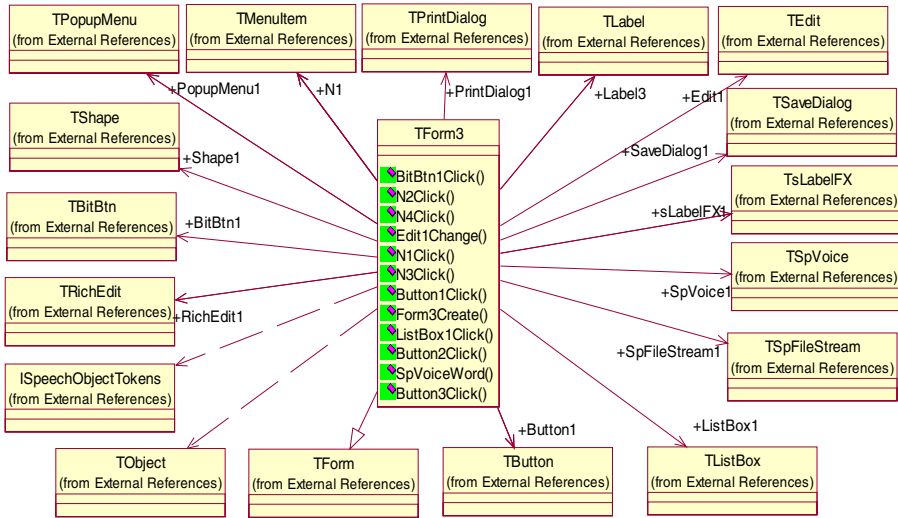 TPopupMenu
(from External References)
TMenuItem
(from External References)
TPrintDialog
(from External References)
TLabel
(from External References)
TEdit
(from External References)
+PopupMenu1
+N1
+PrintDialog1
+Label3
+Edit1
TShape
(from External References)
+Shape1
TSaveDialog
(from External References)
+SaveDialog1
TBitBtn
(from External References)
+BitBtn1
TsLabelFX
(from External References)
+sLabelFX1
TRichEdit
(from External References)
+RichEdit1
TSpVoice
(from External References)
+SpVoice1
ISpeechObjectTokens
(from External References)
TSpFileStream
(from External References)
+SpFileStream1
TForm3
BitBtn1Click()
N2Click()
N4Click()
Edit1Change()
N1Click()
N3Click()
Button1Click()
Form3Create()
ListBox1Click()
Button2Click()
SpVoiceWord()
Button3Click()
+Button1
+ListBox1
TObject
(from External References)
TForm
(from External References)
TButton
(from External References)
TListBox
(from External References)